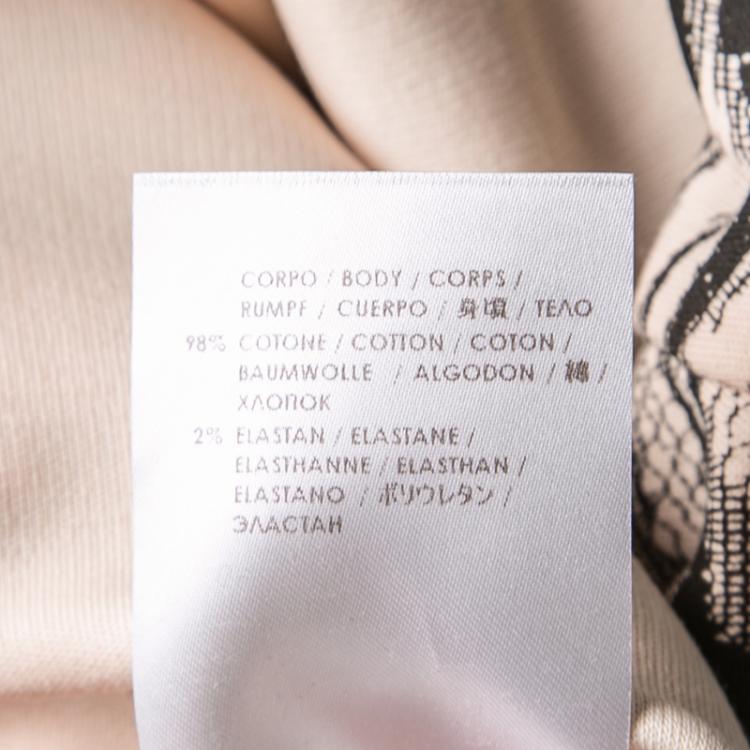 CORPO / BODY / CORPS /
RUMPF / CUERPO / 身頃 / ТЕЛО
98% COTONE / COTTON / COTON /
BAUMWOLLE / ALGODON / 綿 /
ХЛОПОК
2% ELASTAN / ELASTANE /
ELASTHANNE / ELASTHAN /
ELASTANO / ポリウレタン /
ЭЛАСТАН